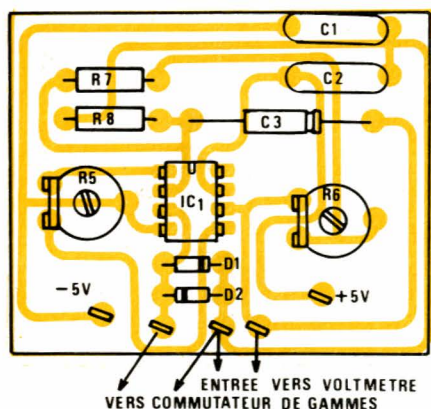 C1
R7
C2
R8
C3
R5
IC1
R6
D1
-5V
D2
+5V
ENTREE VERS VOLTMETRE
VERS COMMUTATEUR DE GAMMES